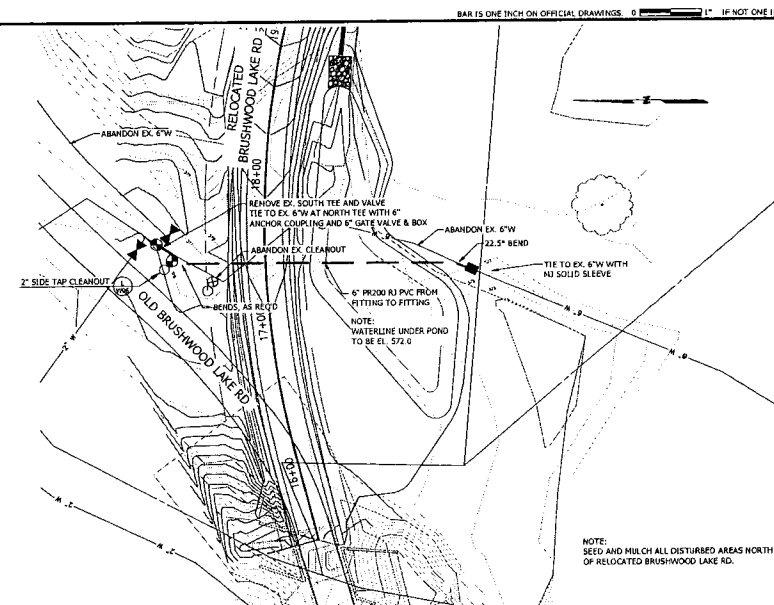 BAR IS ONE INCH ON OFFICIAL DRAWINGS. 0 1"
RELOCATED
BRUSHWOOD LAKE RD
18+00
ABANDON EX. 6"W
REMOVE EX. SOUTH TEE AND VALVE
TIE TO EX. 6"W AT NORTH TEE WITH 6"
ANCHOR COUPLING AND 6" GATE VALVE & BOX
ABANDON EX. CLEANOUT
ABANDON EX. 6"W
22.5° BEND
TIE TO EX. 6"W WITH
MJ SOLID SLEEVE
2" SIDE TAP CLEANOUT
BENDS, AS REQ'D
6" PR200 RJ PVC FROM
FITTING TO FITTING
NOTE:
WATERLINE UNDER POND
TO BE EL. 572.0
OLD BRUSHWOOD LAKE RD
17+00
16+00
2" W
6" W
6" W
2" W
2" W
NOTE:
SEED AND MULCH ALL DISTURBED AREAS NORTH
OF RELOCATED BRUSHWOOD LAKE RD.